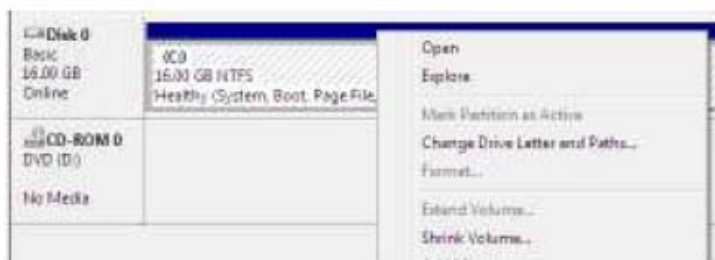 Disk 0
Basic
16.00 GB
Online
(C:)
16.00 GB NTFS
Healthy (System, Boot, Page File,
CD-ROM 0
DVD (D:)
No Media
Open
Explore
Mark Partition as Active
Change Drive Letter and Paths...
Format...
Extend Volume...
Shrink Volume...